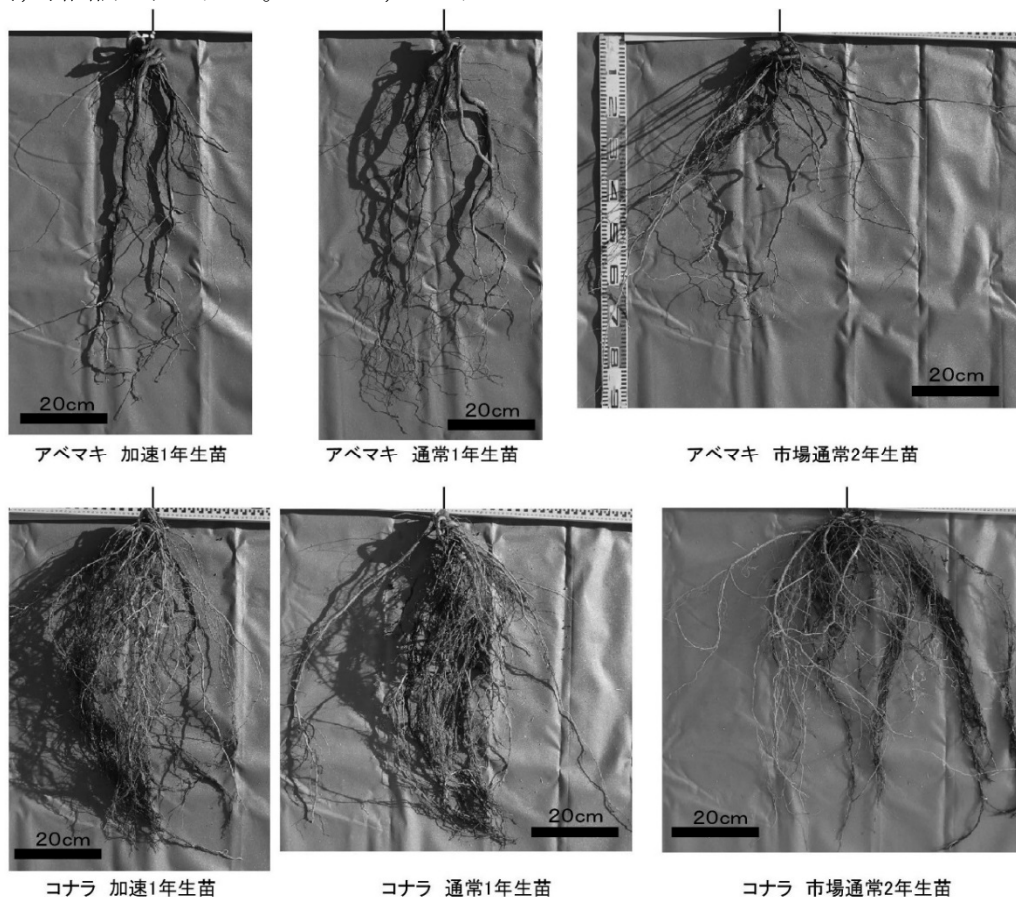 20cm
20cm
20cm
アベマキ 加速1年生苗
アベマキ 通常1年生苗
アベマキ 市場通常2年生苗
20cm
20cm
20cm
コナラ 加速1年生苗
コナラ 通常1年生苗
コナラ 市場通常2年生苗